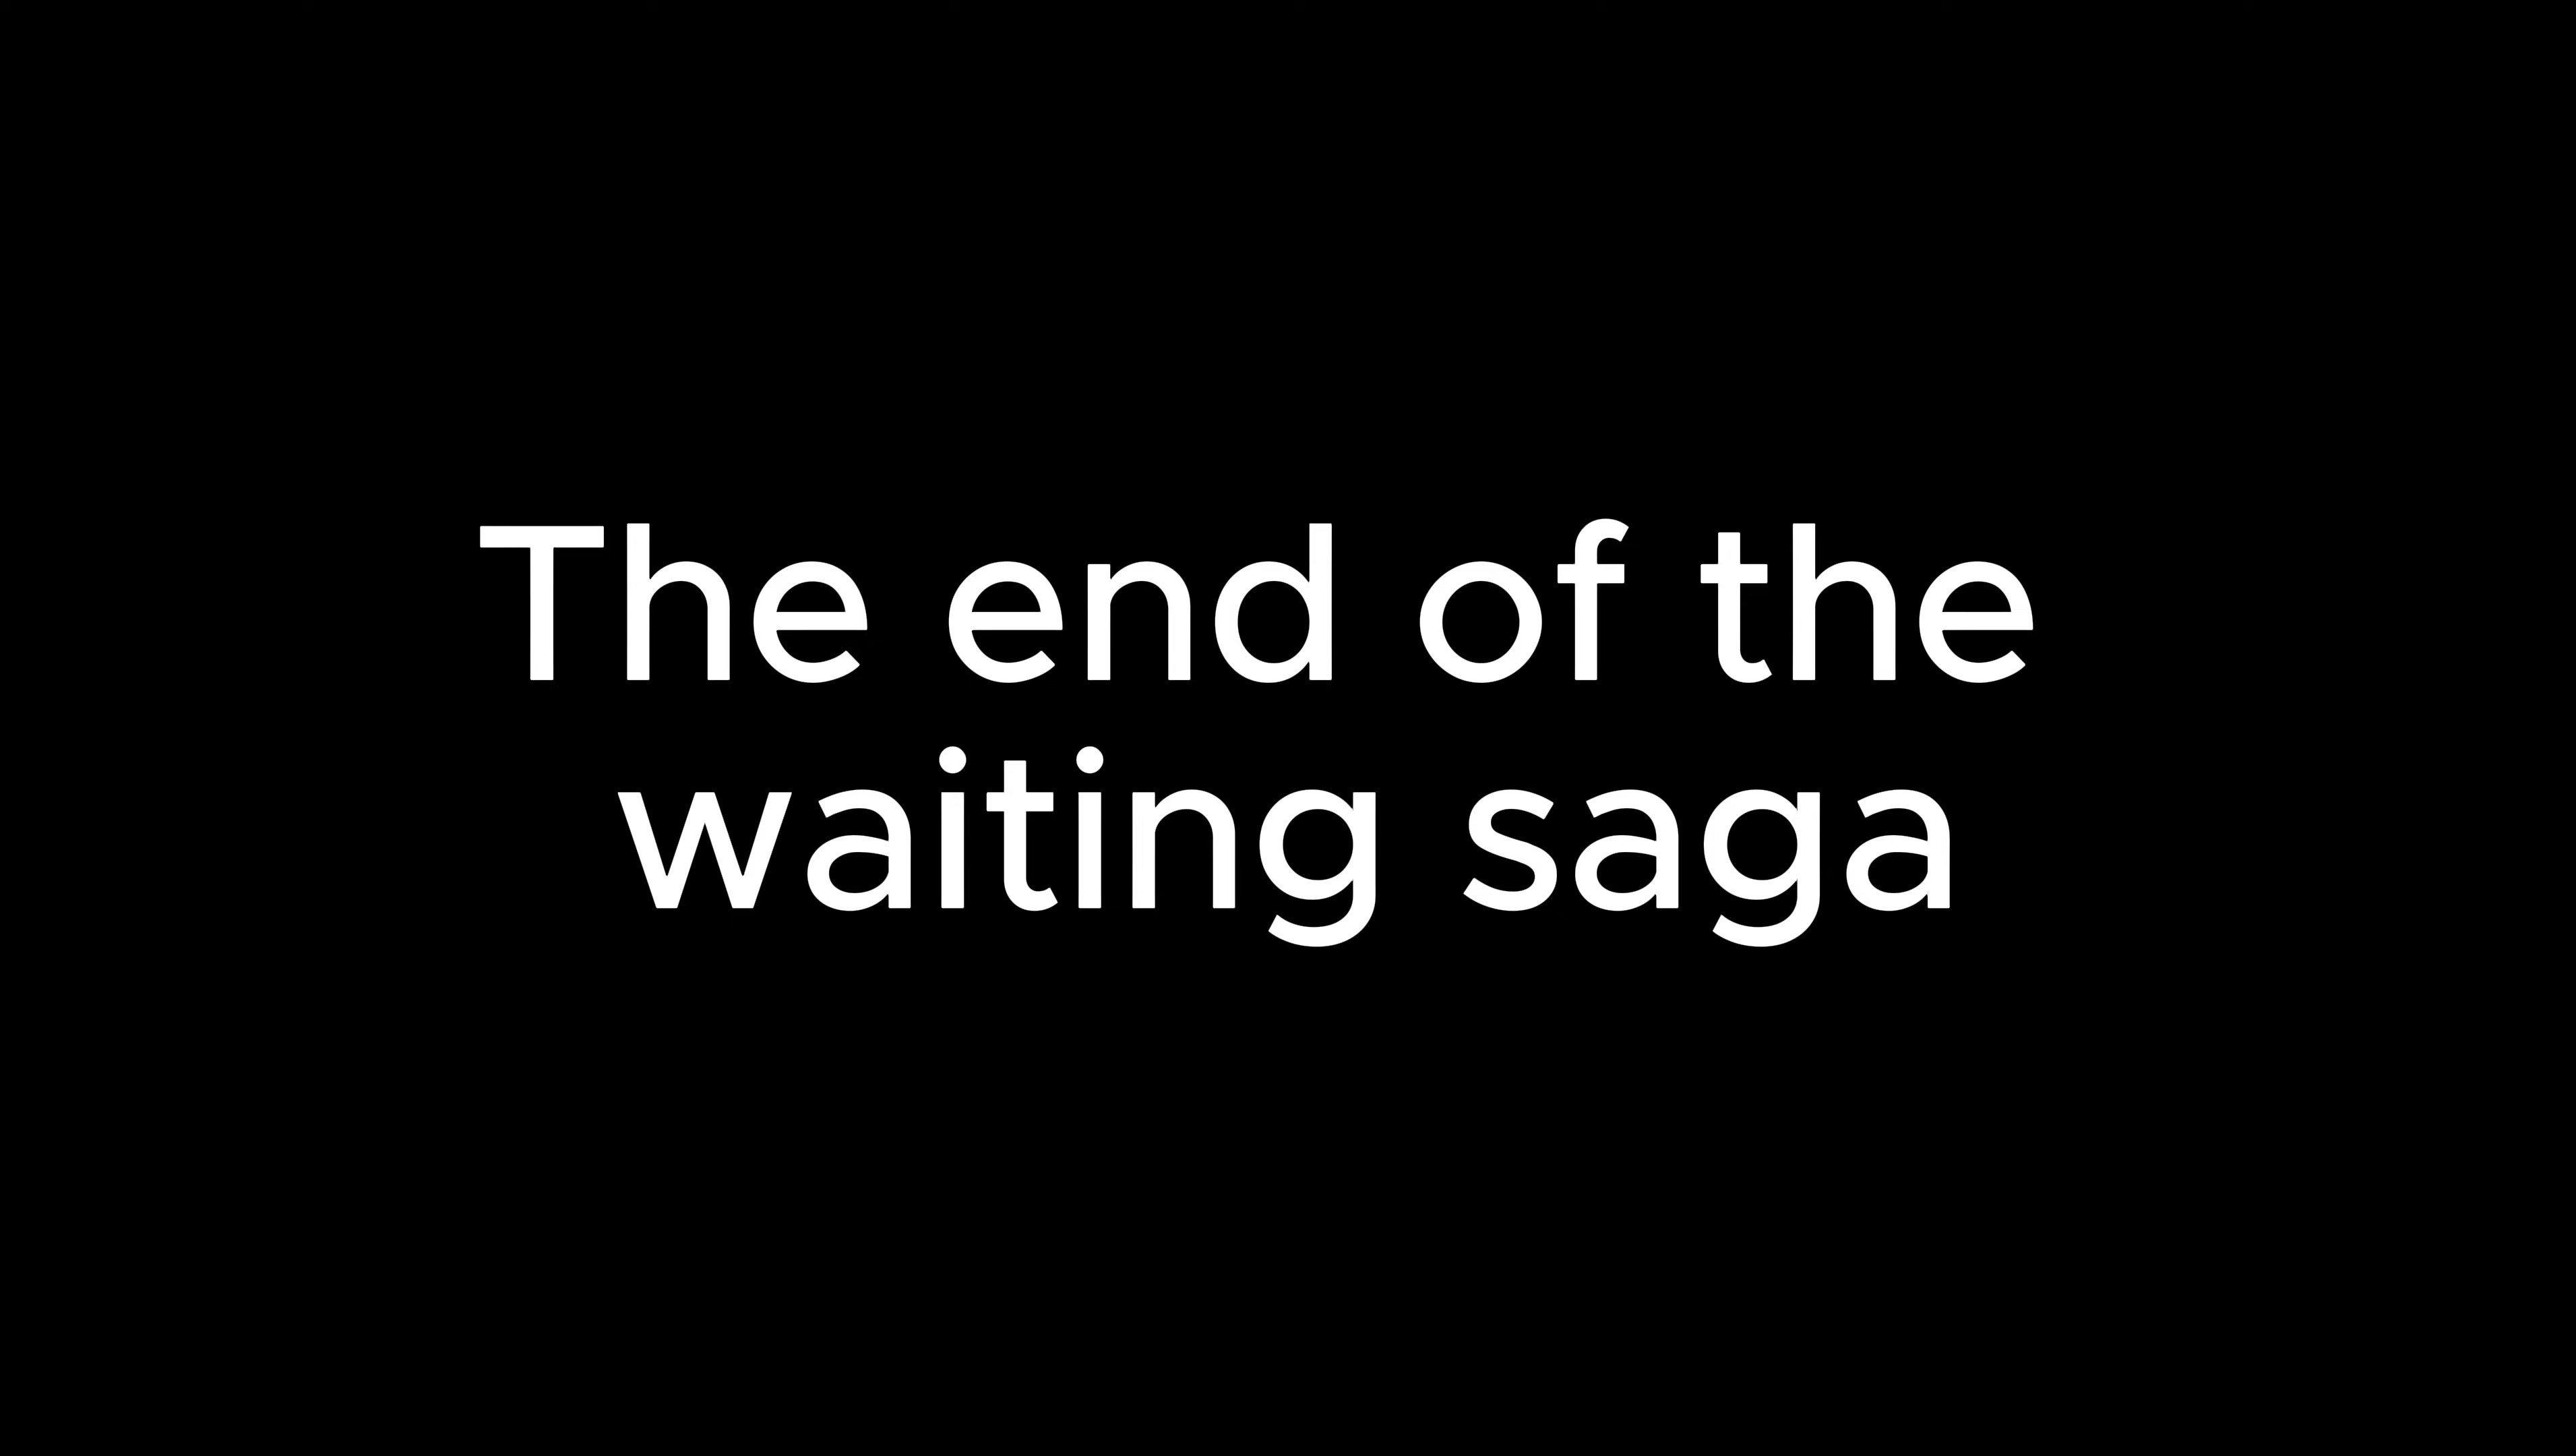 The end of the
waiting saga